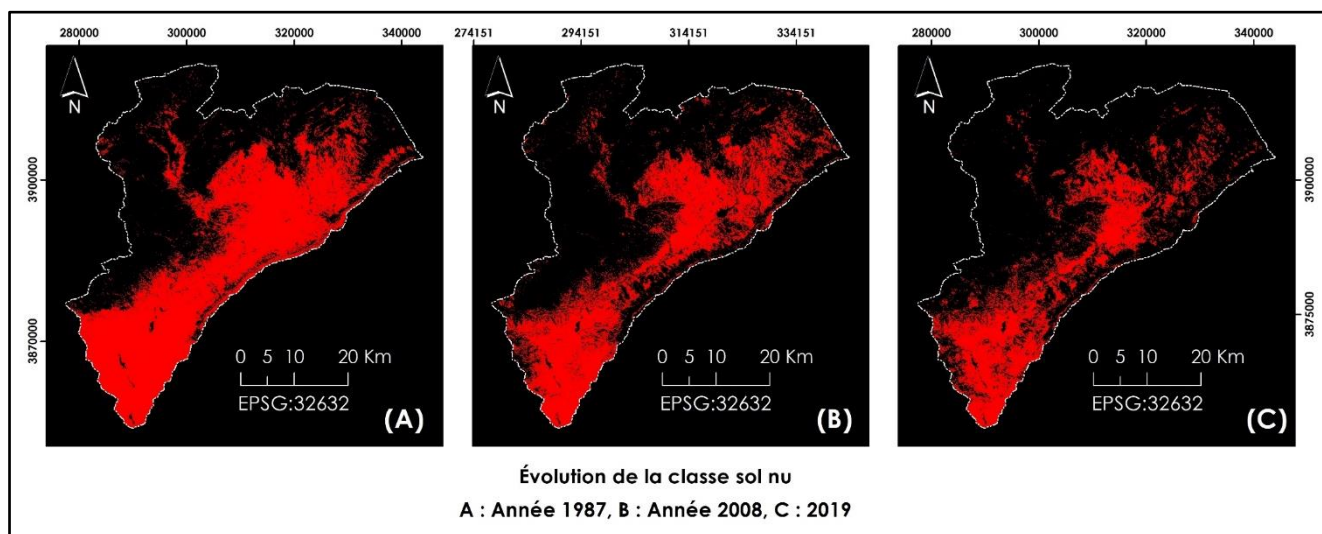 280000 300000 320000 340000
274151 294151 314151 334151
280000 300000 320000 340000
3900000
3870000
N
0 5 10 20 Km
EPSG:32632
(A)
N
0 5 10 20 Km
EPSG:32632
(B)
N
0 5 10 20 Km
EPSG:32632
(C)
3900000
3875000
Évolution de la classe sol nu
A : Année 1987, B : Année 2008, C : 2019